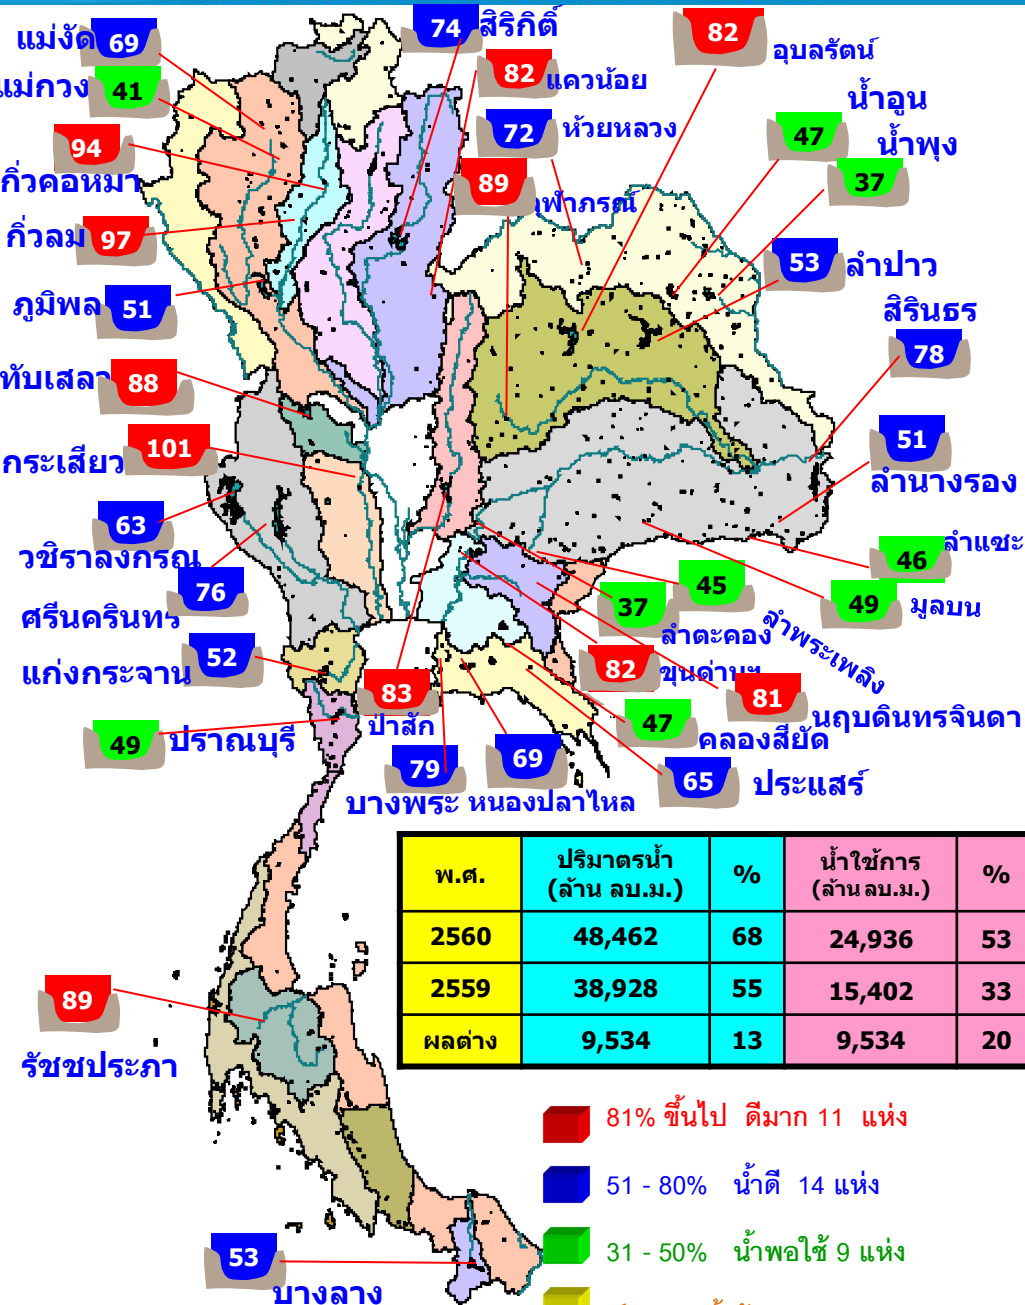 แม่งัด 69
74 สิริกิติ์
82 อุบลรัตน์
แม่กวง 41
82 แควน้อย
72 ห้วยหลวง
น้ำอูน 47
น้ำพุง 37
94
กิ่วคอหมา
89
ฬาภรณ์
กิ่วลม 97
53 ลำปาว
ภูมิพล 51
สิรินธร
78
ทับเสลา 88
กระเสียว 101
51
ลำนางรอง
63
วชิราลงกรณ
76
ศรีนครินทร
46 ลำแชะ
45
37
ลำตะคอง
49 มูลบน
ลำพระเพลิง
แก่งกระจาน 52
82 ขุนด่านฯ
83
ป่าสัก
81 นฤบดินทรจินดา
49 ปราณบุรี
47 คลองสียัด
79
บางพระ
69
หนองปลาไหล
65 ประแสร์
พ.ศ. ปริมาตรน้ำ (ล้าน ลบ.ม.) % น้ำใช้การ (ล้าน ลบ.ม.) %
2560 48,462 68 24,936 53
2559 38,928 55 15,402 33
ผลต่าง 9,534 13 9,534 20
89
รัชชประภา
81% ขึ้นไป ดีมาก 11 แห่ง
51 - 80% น้ำดี 14 แห่ง
31 - 50% น้ำพอใช้ 9 แห่ง
53
บางลาง